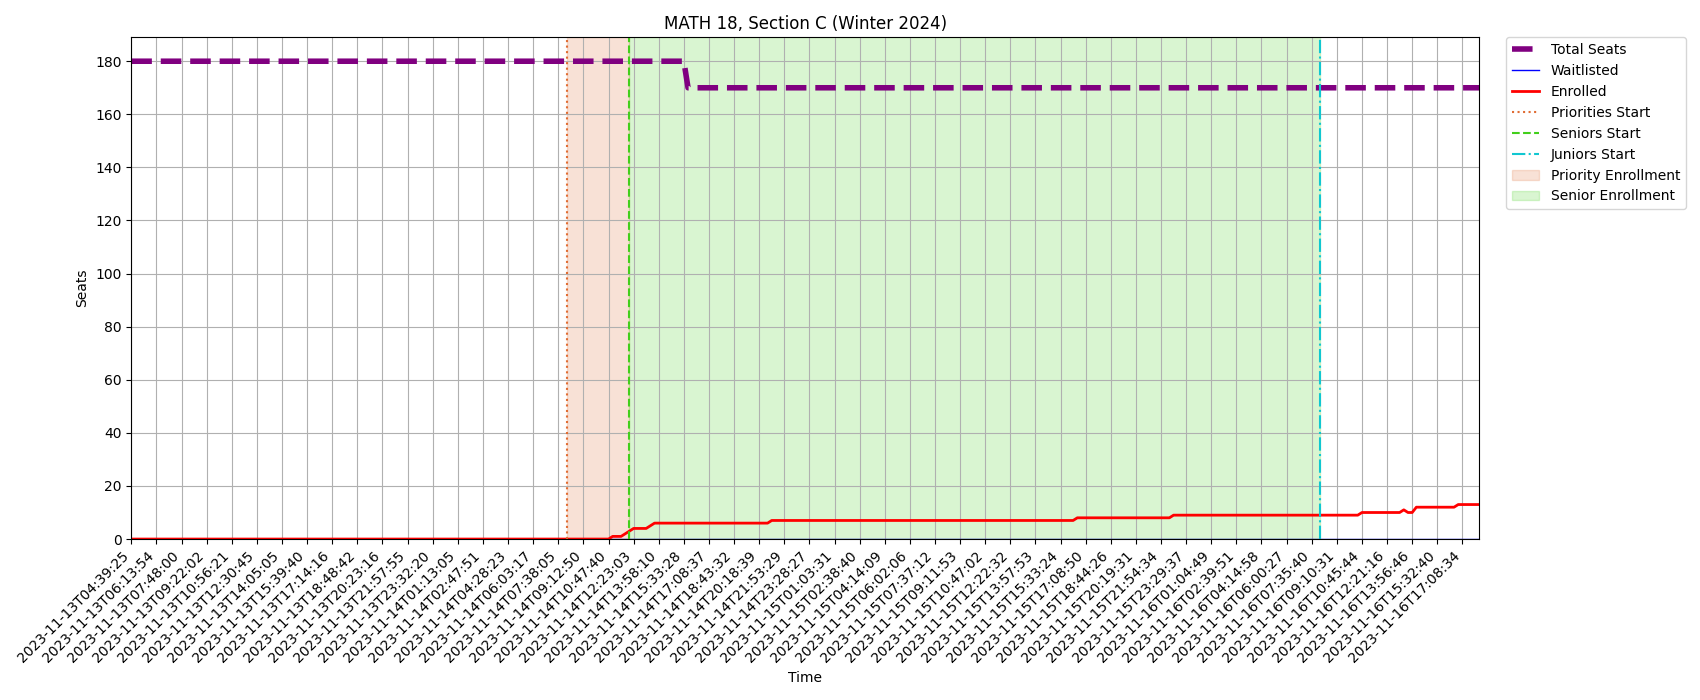 MATH 18, Section C (Winter 2024)
Total Seats
Waitlisted
Enrolled
Priorities Start
Seniors Start
Juniors Start
Priority Enrollment
Senior Enrollment
Seats
180
160
140
120
100
80
60
40
20
0
2023-11-13T04:39:25
2023-11-13T06:13:54
2023-11-13T07:48:00
2023-11-13T09:22:02
2023-11-13T10:56:21
2023-11-13T12:30:45
2023-11-13T14:05:05
2023-11-13T15:39:40
2023-11-13T17:14:16
2023-11-13T18:48:42
2023-11-13T20:23:16
2023-11-13T21:57:55
2023-11-13T23:32:20
2023-11-14T01:13:05
2023-11-14T02:47:51
2023-11-14T04:28:23
2023-11-14T06:03:17
2023-11-14T07:38:05
2023-11-14T09:12:50
2023-11-14T10:47:40
2023-11-14T12:23:03
2023-11-14T13:58:10
2023-11-14T15:33:28
2023-11-14T17:08:37
2023-11-14T18:43:32
2023-11-14T20:18:39
2023-11-14T21:53:29
2023-11-14T23:28:27
2023-11-15T01:03:31
2023-11-15T02:38:40
2023-11-15T04:14:09
2023-11-15T06:02:06
2023-11-15T07:37:12
2023-11-15T09:11:53
2023-11-15T10:47:02
2023-11-15T12:22:32
2023-11-15T13:57:53
2023-11-15T15:33:24
2023-11-15T17:08:50
2023-11-15T18:44:26
2023-11-15T20:19:31
2023-11-15T21:54:34
2023-11-15T23:29:37
2023-11-16T01:04:49
2023-11-16T02:39:51
2023-11-16T04:14:58
2023-11-16T06:00:27
2023-11-16T07:35:40
2023-11-16T09:10:31
2023-11-16T10:45:44
2023-11-16T12:21:16
2023-11-16T13:56:46
2023-11-16T15:32:40
2023-11-16T17:08:34
Time